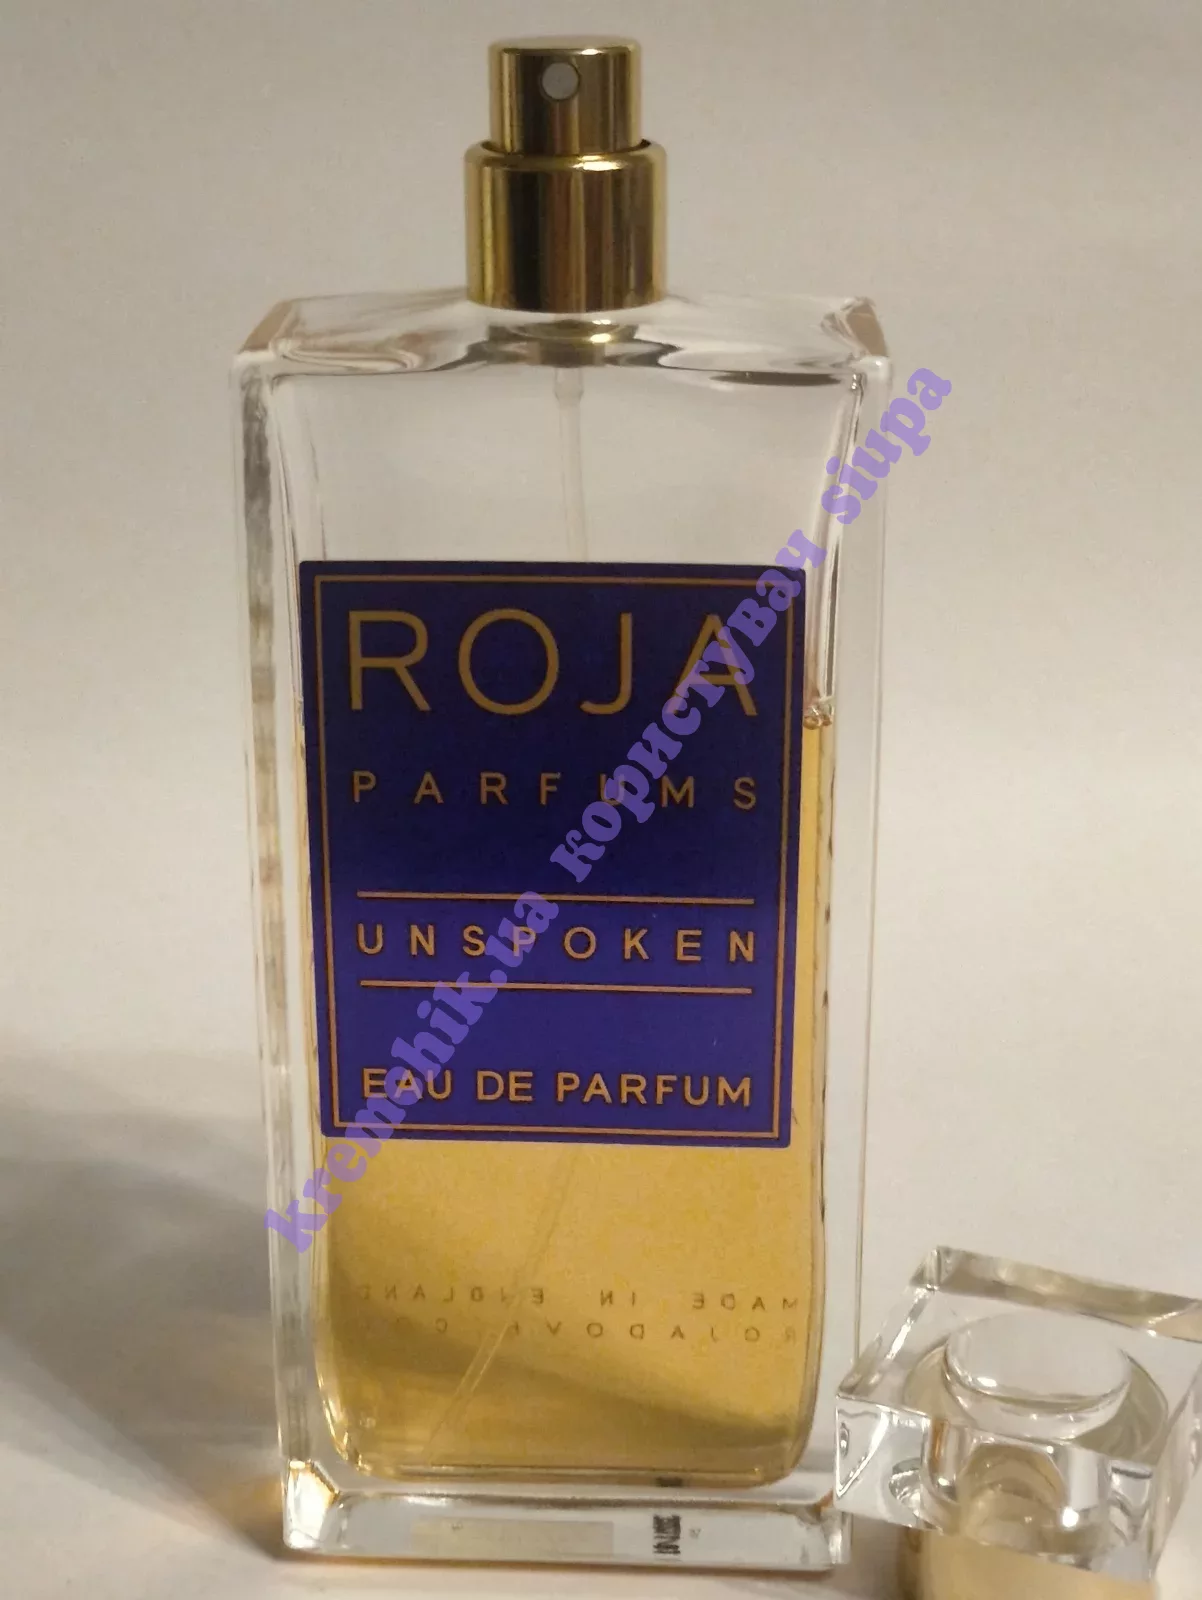 ROJA
PARFUMS
UNSPOKEN
EAU DE PARFUM
MADE IN ENGLAND
kremchik.ua користувач siupa